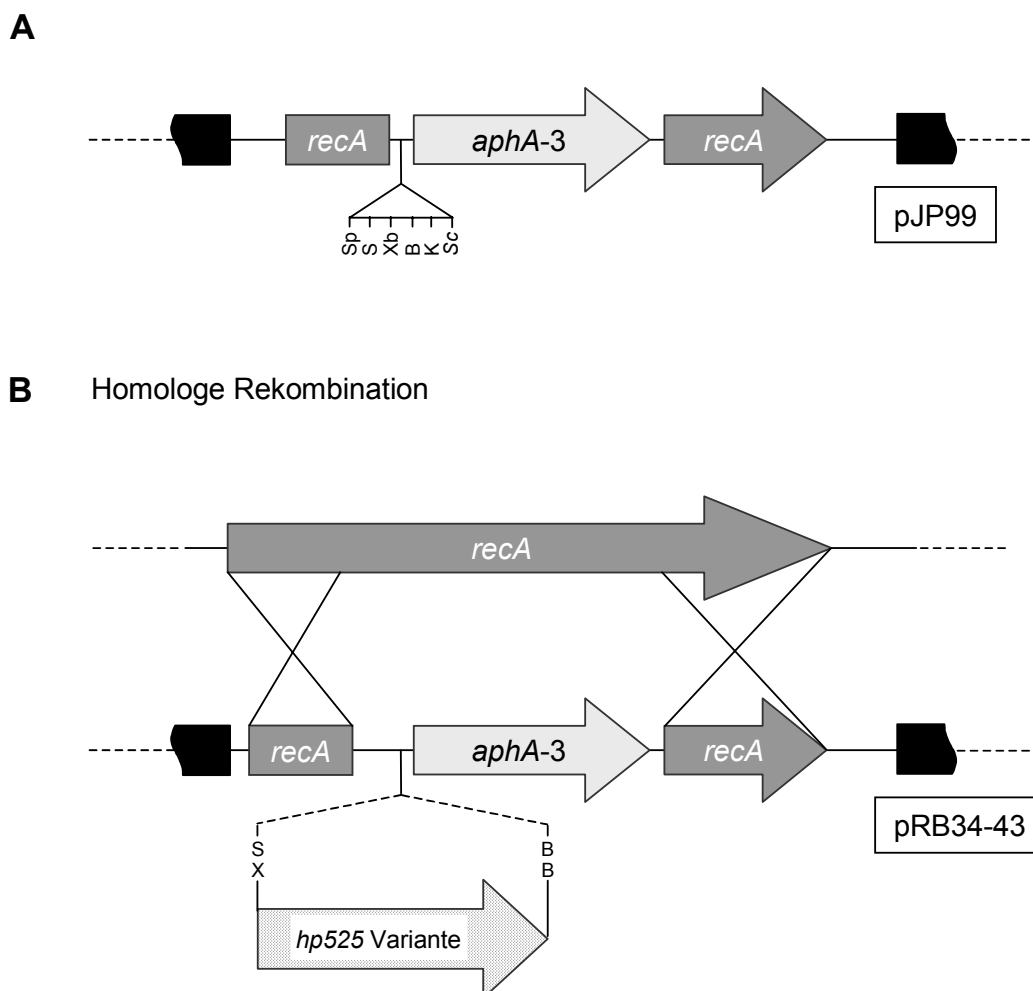 A
recA
aphA-3
recA
Sp
S
Xb
B
K
Sc
pJP99
B Homologe Rekombination
recA
recA
aphA-3
recA
pRB34-43
S B
X B
hp525 Variante